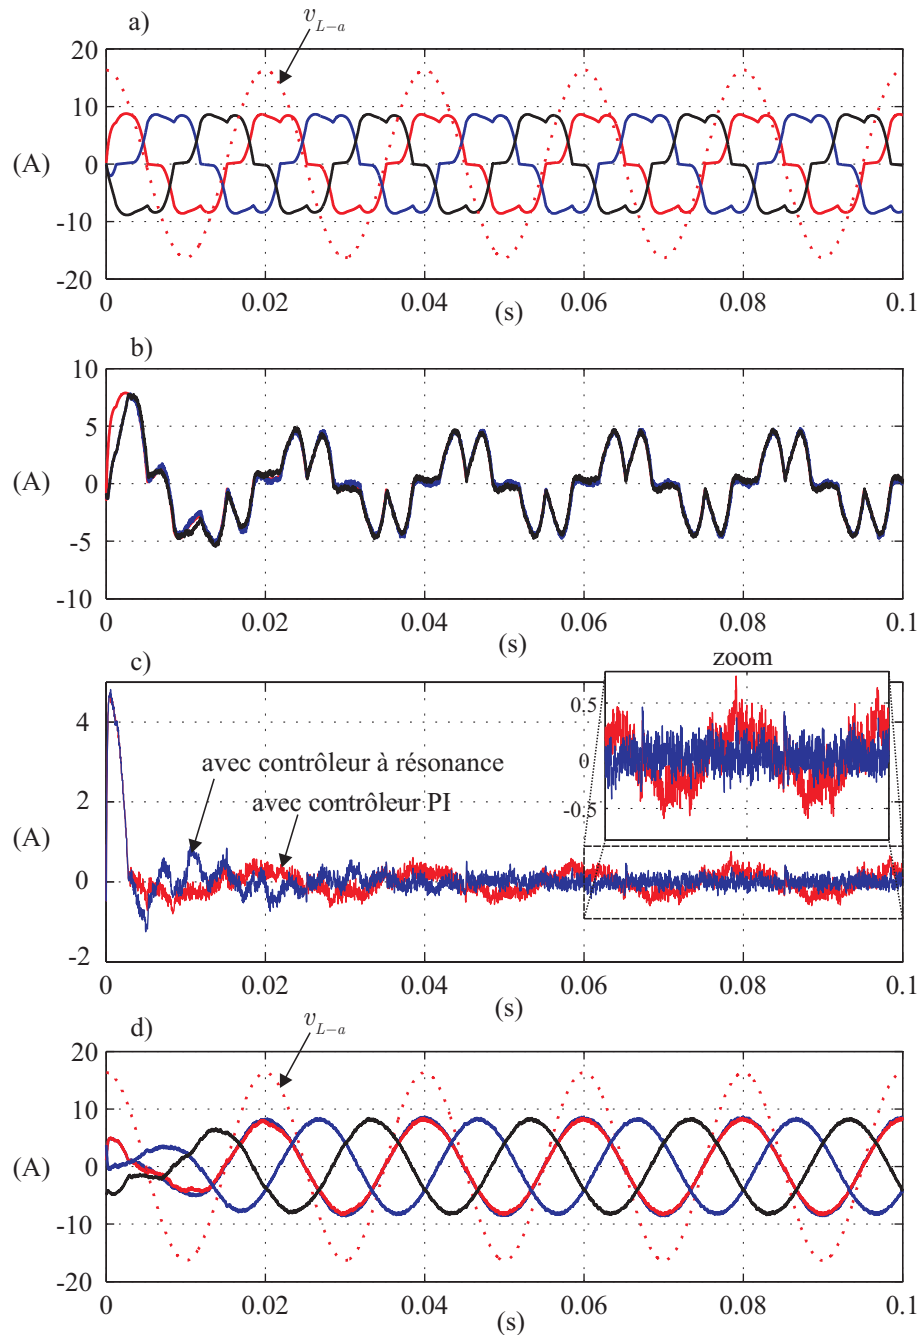 a) v_{L-a}
20
10
(A) 0
-10
-20
0 0.02 0.04 0.06 0.08 0.1
(s)
b)
10
5
(A) 0
-5
-10
0 0.02 0.04 0.06 0.08 0.1
(s)
c) zoom
4
0.5
avec contrôleur à résonance 0
2
avec contrôleur PI -0.5
(A)
0
-2
0 0.02 0.04 0.06 0.08 0.1
(s)
d) v_{L-a}
20
10
(A) 0
-10
-20
0 0.02 0.04 0.06 0.08 0.1
(s)